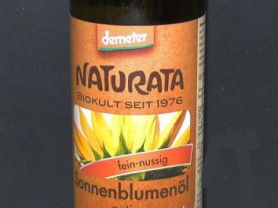 demeter
NATURATA
BIOKULT SEIT 1976
fein-nussig
Sonnenblumenöl